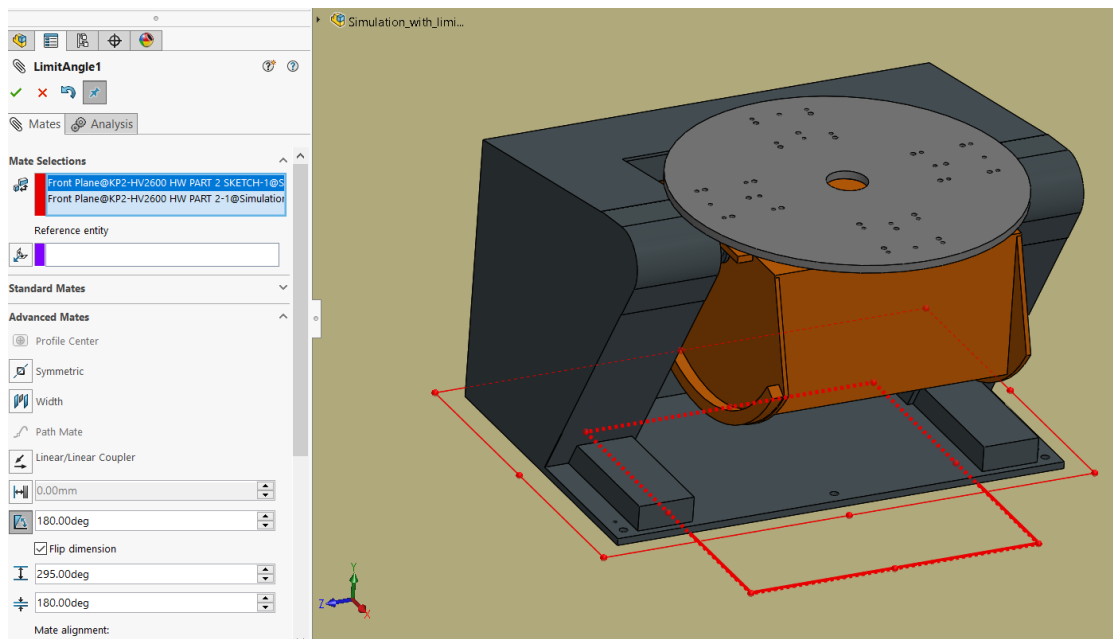 Simulation_with_limi...
LimitAngle1
Mates
Analysis
Mate Selections
Front Plane@KP2-HV2600 HW PART 2 SKETCH-1@S
Front Plane@KP2-HV2600 HW PART 2-1@Simulation
Reference entity
Standard Mates
Advanced Mates
Profile Center
Symmetric
Width
Path Mate
Linear/Linear Coupler
0.00mm
180.00deg
Flip dimension
295.00deg
180.00deg
Mate alignment:
Y
Z
X